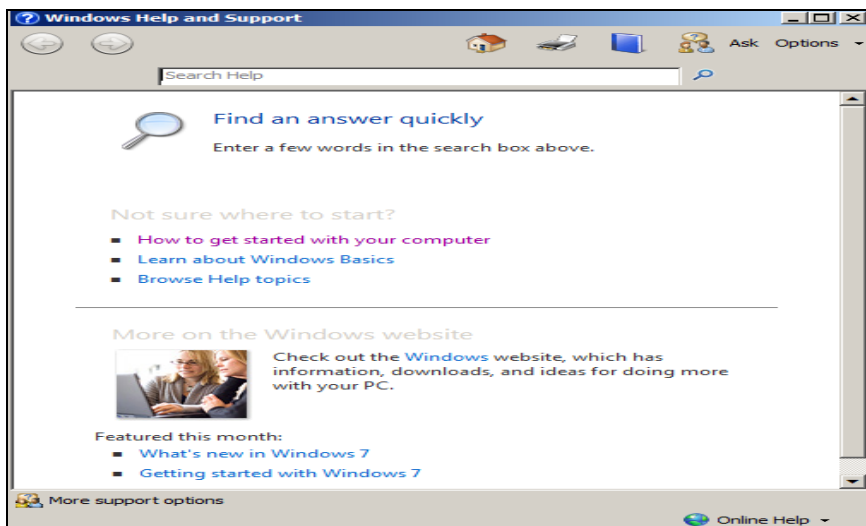 Windows Help and Support
Ask Options
Search Help
Find an answer quickly
Enter a few words in the search box above.
Not sure where to start?
How to get started with your computer
Learn about Windows Basics
Browse Help topics
More on the Windows website
Check out the Windows website, which has
information, downloads, and ideas for doing more
with your PC.
Featured this month:
What's new in Windows 7
Getting started with Windows 7
More support options
Online Help